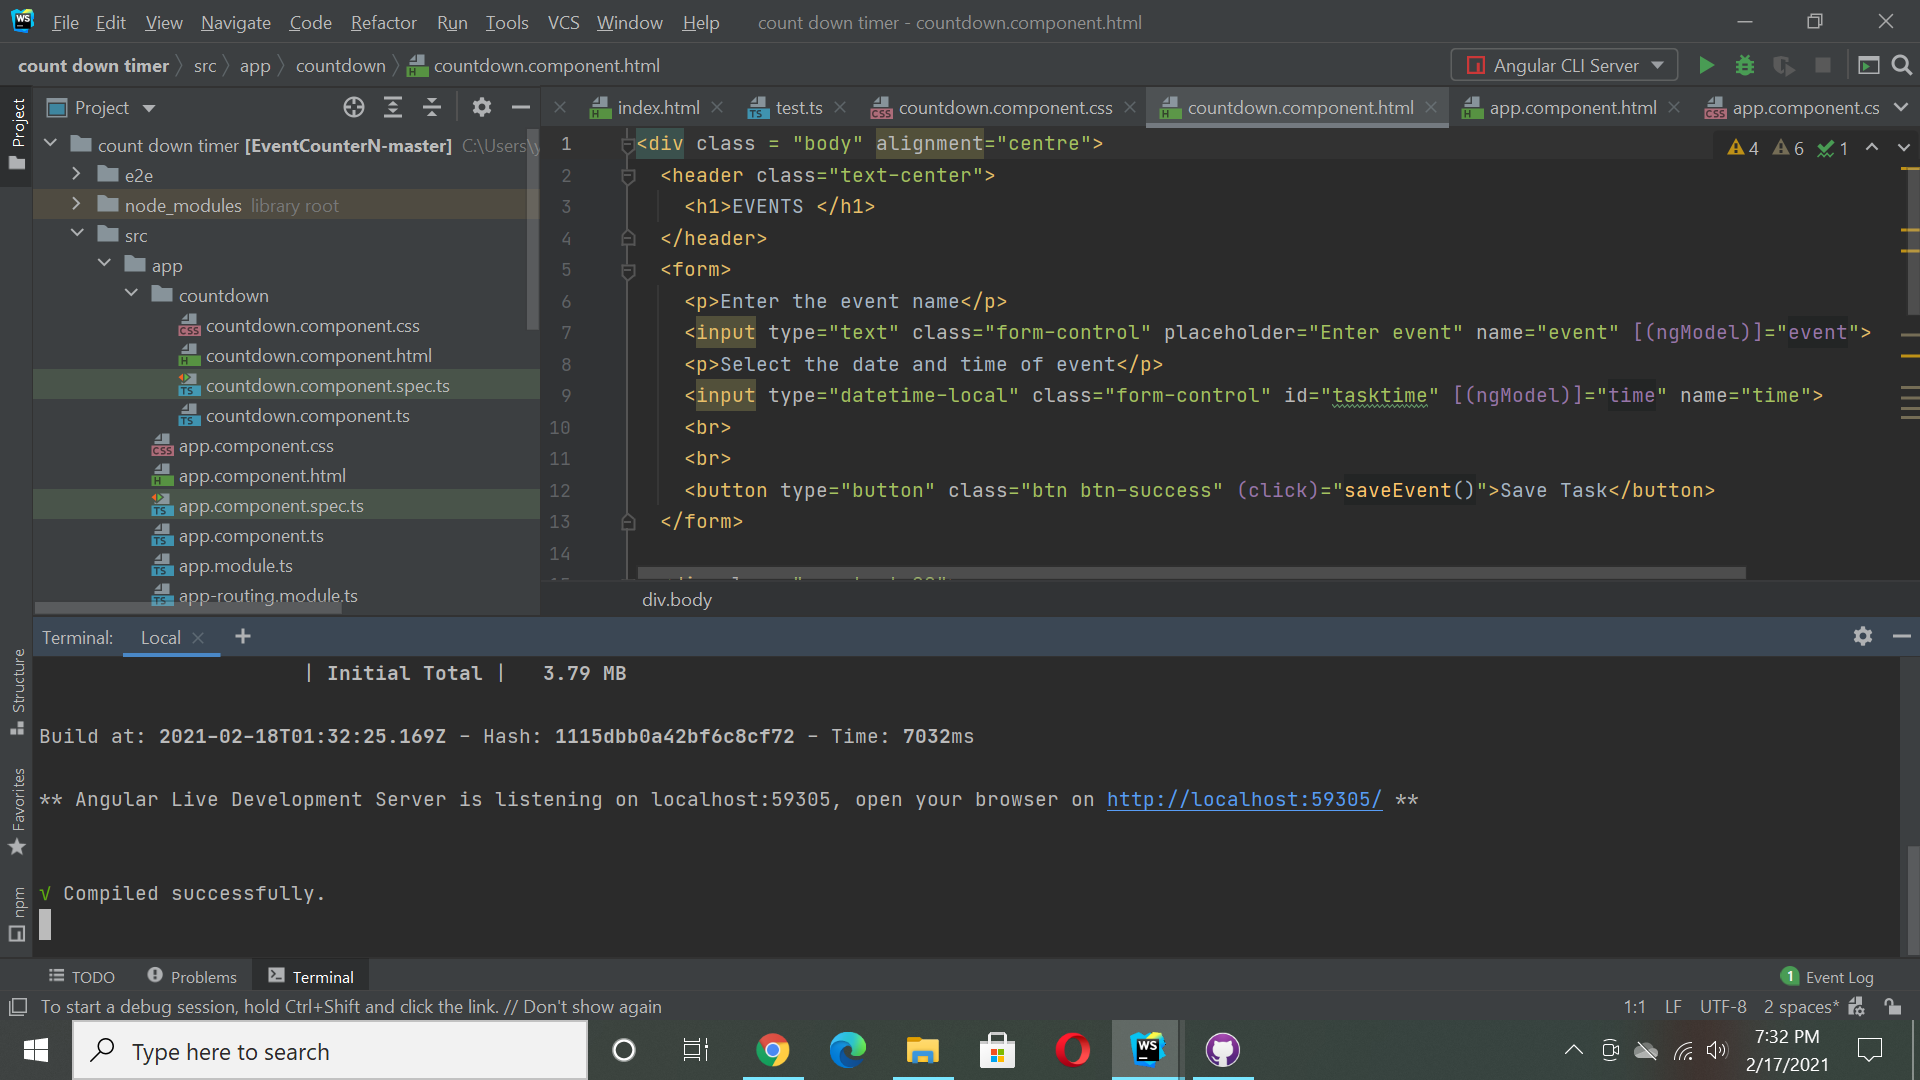 WS File Edit View Navigate Code Refactor Run Tools VCS Window Help count down timer - countdown.component.html
count down timer src app countdown countdown.component.html Angular CLI Server
Project
Project
index.html test.ts countdown.component.css countdown.component.html app.component.html app.component.cs
count down timer [EventCounterN-master] C:\Users\y
e2e
node_modules library root
src
app
countdown
countdown.component.css
countdown.component.html
countdown.component.spec.ts
countdown.component.ts
app.component.css
app.component.html
app.component.spec.ts
app.component.ts
app.module.ts
app-routing.module.ts
1 <div class = "body" alignment="centre">
4 6 1
2 <header class="text-center">
3 <h1>EVENTS </h1>
4 </header>
5 <form>
6 <p>Enter the event name</p>
7 <input type="text" class="form-control" placeholder="Enter event" name="event" [(ngModel)]="event">
8 <p>Select the date and time of event</p>
9 <input type="datetime-local" class="form-control" id="tasktime" [(ngModel)]="time" name="time">
10 <br>
11 <br>
12 <button type="button" class="btn btn-success" (click)="saveEvent()">Save Task</button>
13 </form>
14
div.body
Terminal: Local
Structure
Favorites
npm
| Initial Total | 3.79 MB
Build at: 2021-02-18T01:32:25.169Z - Hash: 1115dbb0a42bf6c8cf72 - Time: 7032ms
** Angular Live Development Server is listening on localhost:59305, open your browser on http://localhost:59305/ **
√ Compiled successfully.
TODO Problems Terminal 1 Event Log
To start a debug session, hold Ctrl+Shift and click the link. // Don't show again 1:1 LF UTF-8 2 spaces*
Type here to search WS 7:32 PM
2/17/2021